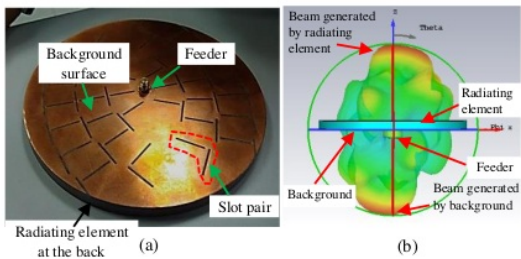 Background
surface
Feeder
Slot pair
Radiating element
at the back
(a)
Beam generated
by radiating
element
z
Theta
Radiating
element
Phi x
Feeder
Background
Beam generated
by background
(b)